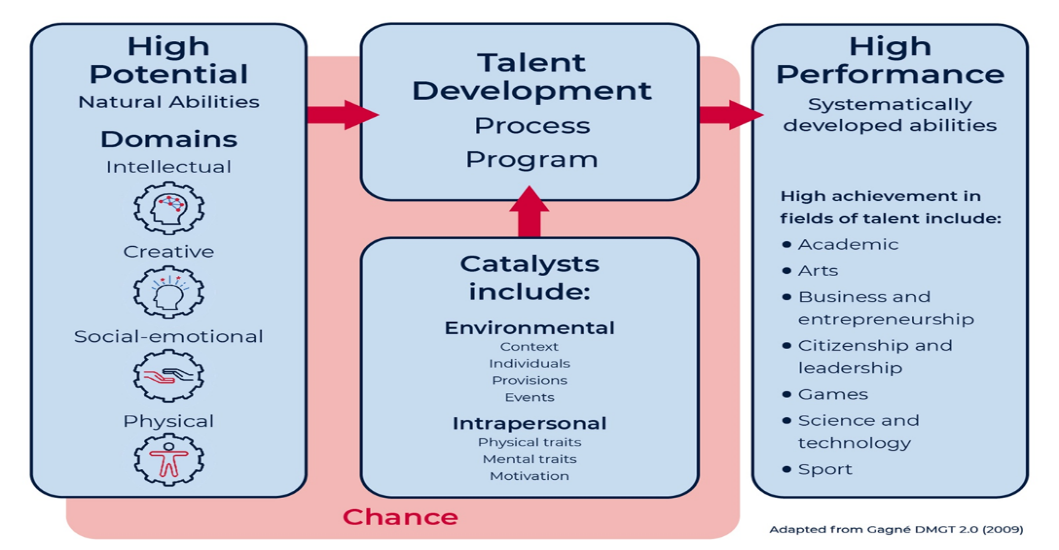 High
Potential
Natural Abilities
Domains
Intellectual
Creative
Social-emotional
Physical
Talent
Development
Process
Program
Catalysts
include:
Environmental
Context
Individuals
Provisions
Events
Intrapersonal
Physical traits
Mental traits
Motivation
Chance
High
Performance
Systematically
developed abilities
High achievement in
fields of talent include:
• Academic
• Arts
• Business and
entrepreneurship
• Citizenship and
leadership
• Games
• Science and
technology
• Sport
Adapted from Gagné DMGT 2.0 (2009)